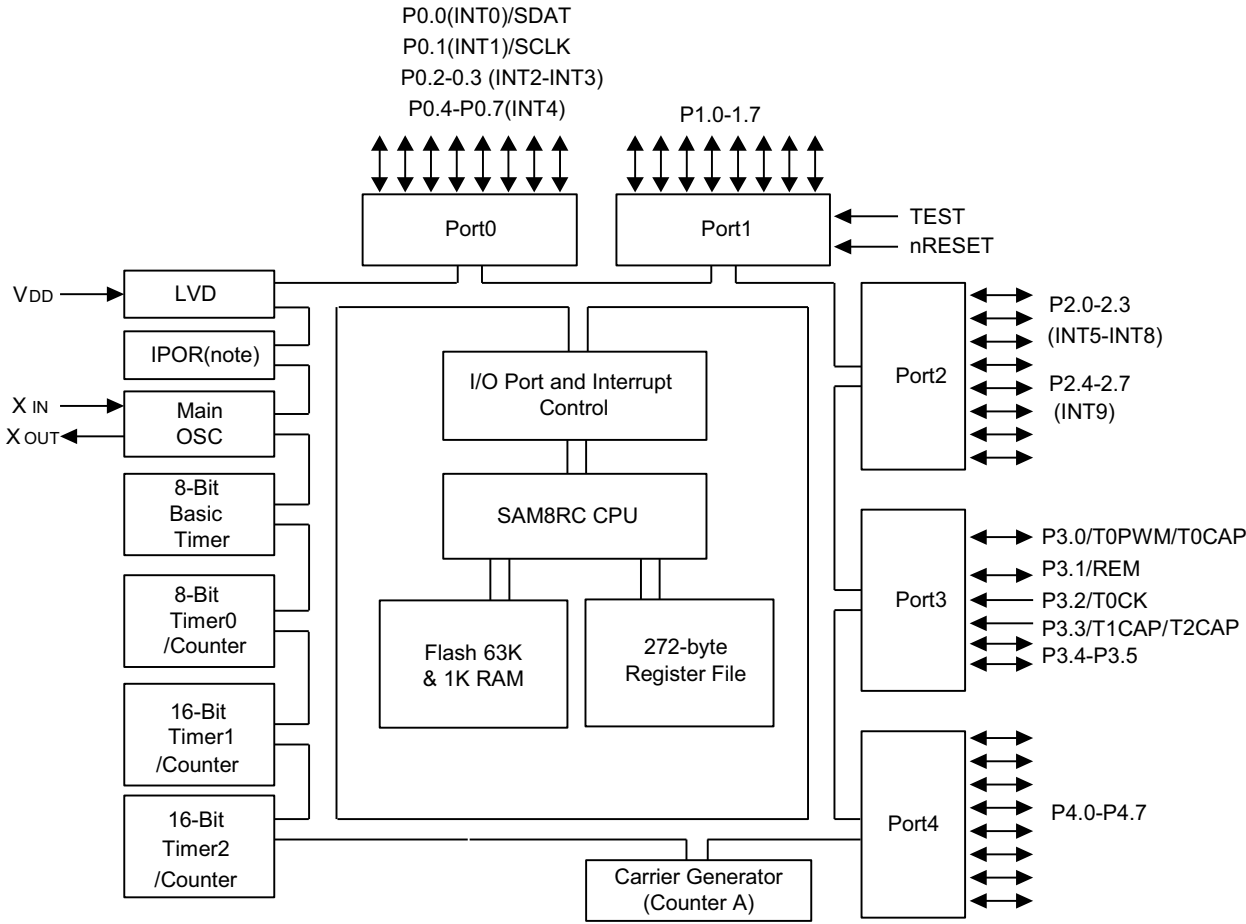 P0.0(INT0)/SDAT
P0.1(INT1)/SCLK
P0.2-0.3 (INT2-INT3)
P0.4-P0.7(INT4)
P1.0-1.7
Port0
Port1
TEST
nRESET
VDD
LVD
IPOR(note)
X IN
X OUT
Main
OSC
8-Bit
Basic
Timer
8-Bit
Timer0
/Counter
16-Bit
Timer1
/Counter
16-Bit
Timer2
/Counter
I/O Port and Interrupt
Control
SAM8RC CPU
Flash 63K
& 1K RAM
272-byte
Register File
Carrier Generator
(Counter A)
Port2
P2.0-2.3
(INT5-INT8)
P2.4-2.7
(INT9)
Port3
P3.0/T0PWM/T0CAP
P3.1/REM
P3.2/T0CK
P3.3/T1CAP/T2CAP
P3.4-P3.5
Port4
P4.0-P4.7